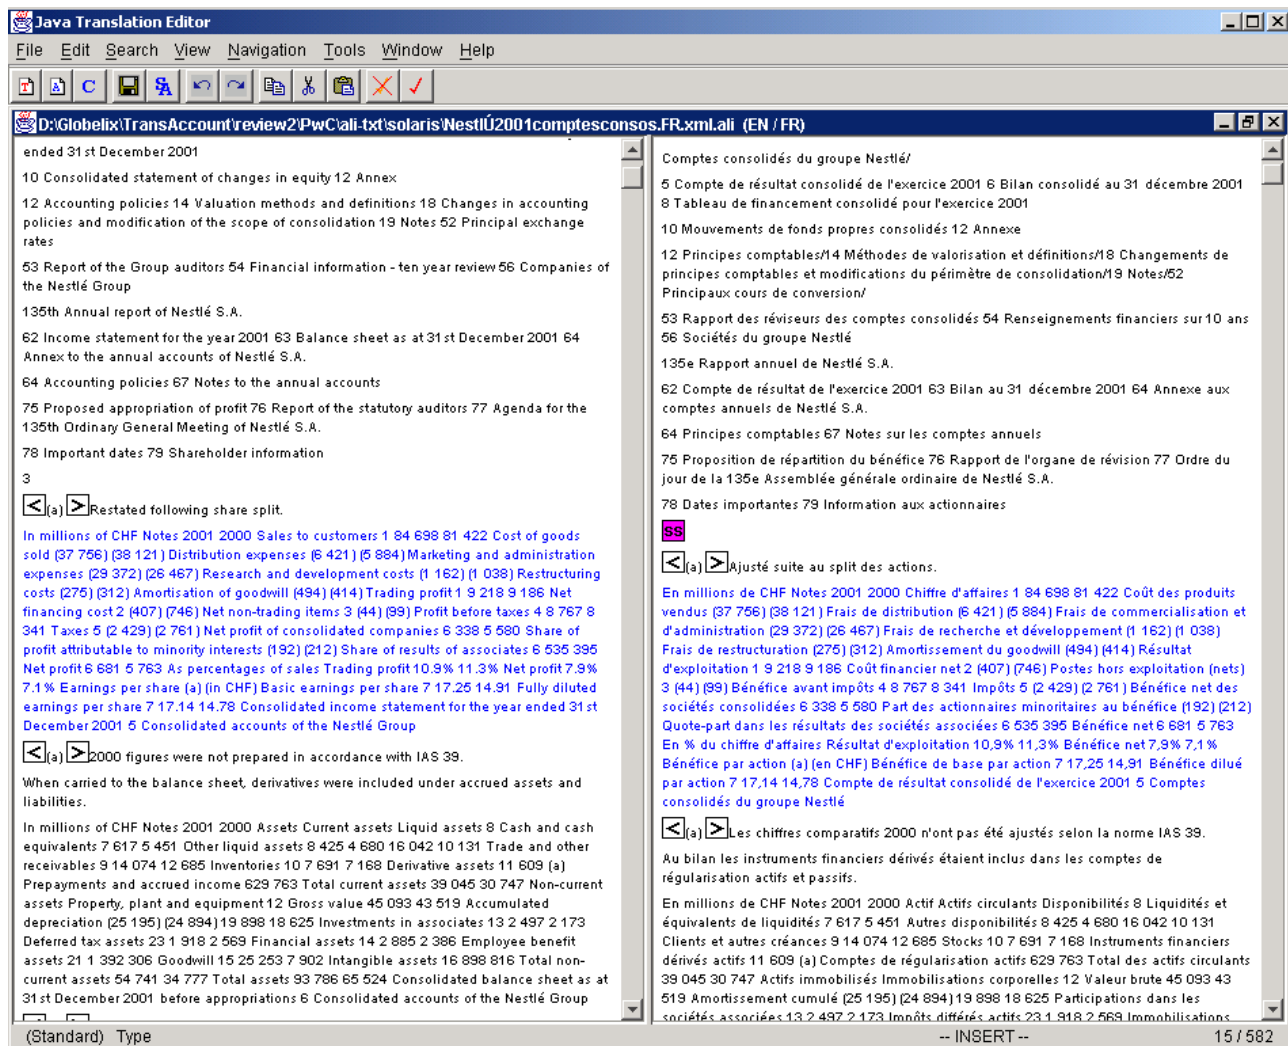 Java Translation Editor
File Edit Search View Navigation Tools Window Help
D:\Globelix\TransAccount\review2\PwC\ali-txt\solaris\NestlÚ2001comptesconsos.FR.xml.ali (EN / FR)
ended 31st December 2001
10 Consolidated statement of changes in equity 12 Annex
12 Accounting policies 14 Valuation methods and definitions 18 Changes in accounting
policies and modification of the scope of consolidation 19 Notes 52 Principal exchange
rates
53 Report of the Group auditors 54 Financial information - ten year review 56 Companies of
the Nestlé Group
135th Annual report of Nestlé S.A.
62 Income statement for the year 2001 63 Balance sheet as at 31st December 2001 64
Annex to the annual accounts of Nestlé S.A.
64 Accounting policies 67 Notes to the annual accounts
75 Proposed appropriation of profit 76 Report of the statutory auditors 77 Agenda for the
135th Ordinary General Meeting of Nestlé S.A.
78 Important dates 79 Shareholder information
3
< (a) > Restated following share split.
In millions of CHF Notes 2001 2000 Sales to customers 1 84 698 81 422 Cost of goods
sold (37 756) (38 121) Distribution expenses (6 421) (5 884) Marketing and administration
expenses (29 372) (26 467) Research and development costs (1 162) (1 038) Restructuring
costs (275) (312) Amortisation of goodwill (494) (414) Trading profit 1 9 218 9 186 Net
financing cost 2 (407) (746) Net non-trading items 3 (44) (99) Profit before taxes 4 8 767 8
341 Taxes 5 (2 429) (2 761) Net profit of consolidated companies 6 338 5 580 Share of
profit attributable to minority interests (192) (212) Share of results of associates 6 535 395
Net profit 6 681 5 763 As percentages of sales Trading profit 10.9% 11.3% Net profit 7.9%
7.1% Earnings per share (a) (in CHF) Basic earnings per share 7 17.25 14.91 Fully diluted
earnings per share 7 17.14 14.78 Consolidated income statement for the year ended 31st
December 2001 5 Consolidated accounts of the Nestlé Group
< (a) > 2000 figures were not prepared in accordance with IAS 39.
When carried to the balance sheet, derivatives were included under accrued assets and
liabilities.
In millions of CHF Notes 2001 2000 Assets Current assets Liquid assets 8 Cash and cash
equivalents 7 617 5 451 Other liquid assets 8 425 4 680 16 042 10 131 Trade and other
receivables 9 14 074 12 685 Inventories 10 7 691 7 168 Derivative assets 11 609 (a)
Prepayments and accrued income 629 763 Total current assets 39 045 30 747 Non-current
assets Property, plant and equipment 12 Gross value 45 093 43 519 Accumulated
depreciation (25 195) (24 894) 19 898 18 625 Investments in associates 13 2 497 2 173
Deferred tax assets 23 1 918 2 569 Financial assets 14 2 885 2 386 Employee benefit
assets 21 1 392 306 Goodwill 15 25 253 7 902 Intangible assets 16 898 816 Total non-
current assets 54 741 34 777 Total assets 93 786 65 524 Consolidated balance sheet as at
31st December 2001 before appropriations 6 Consolidated accounts of the Nestlé Group
Comptes consolidés du groupe Nestlé/
5 Compte de résultat consolidé de l'exercice 2001 6 Bilan consolidé au 31 décembre 2001
8 Tableau de financement consolidé pour l'exercice 2001
10 Mouvements de fonds propres consolidés 12 Annexe
12 Principes comptables/14 Méthodes de valorisation et définitions/18 Changements de
principes comptables et modifications du périmètre de consolidation/19 Notes/52
Principaux cours de conversion/
53 Rapport des réviseurs des comptes consolidés 54 Renseignements financiers sur 10 ans
56 Sociétés du groupe Nestlé
135e Rapport annuel de Nestlé S.A.
62 Compte de résultat de l'exercice 2001 63 Bilan au 31 décembre 2001 64 Annexe aux
comptes annuels de Nestlé S.A.
64 Principes comptables 67 Notes sur les comptes annuels
75 Proposition de répartition du bénéfice 76 Rapport de l'organe de révision 77 Ordre du
jour de la 135e Assemblée générale ordinaire de Nestlé S.A.
78 Dates importantes 79 Information aux actionnaires
ss
< (a) > Ajusté suite au split des actions.
En millions de CHF Notes 2001 2000 Chiffre d'affaires 1 84 698 81 422 Coût des produits
vendus (37 756) (38 121) Frais de distribution (6 421) (5 884) Frais de commercialisation et
d'administration (29 372) (26 467) Frais de recherche et développement (1 162) (1 038)
Frais de restructuration (275) (312) Amortissement du goodwill (494) (414) Résultat
d'exploitation 1 9 218 9 186 Coût financier net 2 (407) (746) Postes hors exploitation (nets)
3 (44) (99) Bénéfice avant impôts 4 8 767 8 341 Impôts 5 (2 429) (2 761) Bénéfice net des
sociétés consolidées 6 338 5 580 Part des actionnaires minoritaires au bénéfice (192) (212)
Quote-part dans les résultats des sociétés associées 6 535 395 Bénéfice net 6 681 5 763
En % du chiffre d'affaires Résultat d'exploitation 10,9% 11,3% Bénéfice net 7,9% 7,1%
Bénéfice par action (a) (en CHF) Bénéfice de base par action 7 17,25 14,91 Bénéfice dilué
par action 7 17,14 14,78 Compte de résultat consolidé de l'exercice 2001 5 Comptes
consolidés du groupe Nestlé
< (a) > Les chiffres comparatifs 2000 n'ont pas été ajustés selon la norme IAS 39.
Au bilan les instruments financiers dérivés étaient inclus dans les comptes de
régularisation actifs et passifs.
En millions de CHF Notes 2001 2000 Actif Actifs circulants Disponibilités 8 Liquidités et
équivalents de liquidités 7 617 5 451 Autres disponibilités 8 425 4 680 16 042 10 131
Clients et autres créances 9 14 074 12 685 Stocks 10 7 691 7 168 Instruments financiers
dérivés actifs 11 609 (a) Comptes de régularisation actifs 629 763 Total des actifs circulants
39 045 30 747 Actifs immobilisés Immobilisations corporelles 12 Valeur brute 45 093 43
519 Amortissement cumulé (25 195) (24 894) 19 898 18 625 Participations dans les
sociétés associées 13 2 497 2 173 Impôts différés actifs 23 1 918 2 569 Immobilisations
(Standard) Type -- INSERT -- 15 / 582